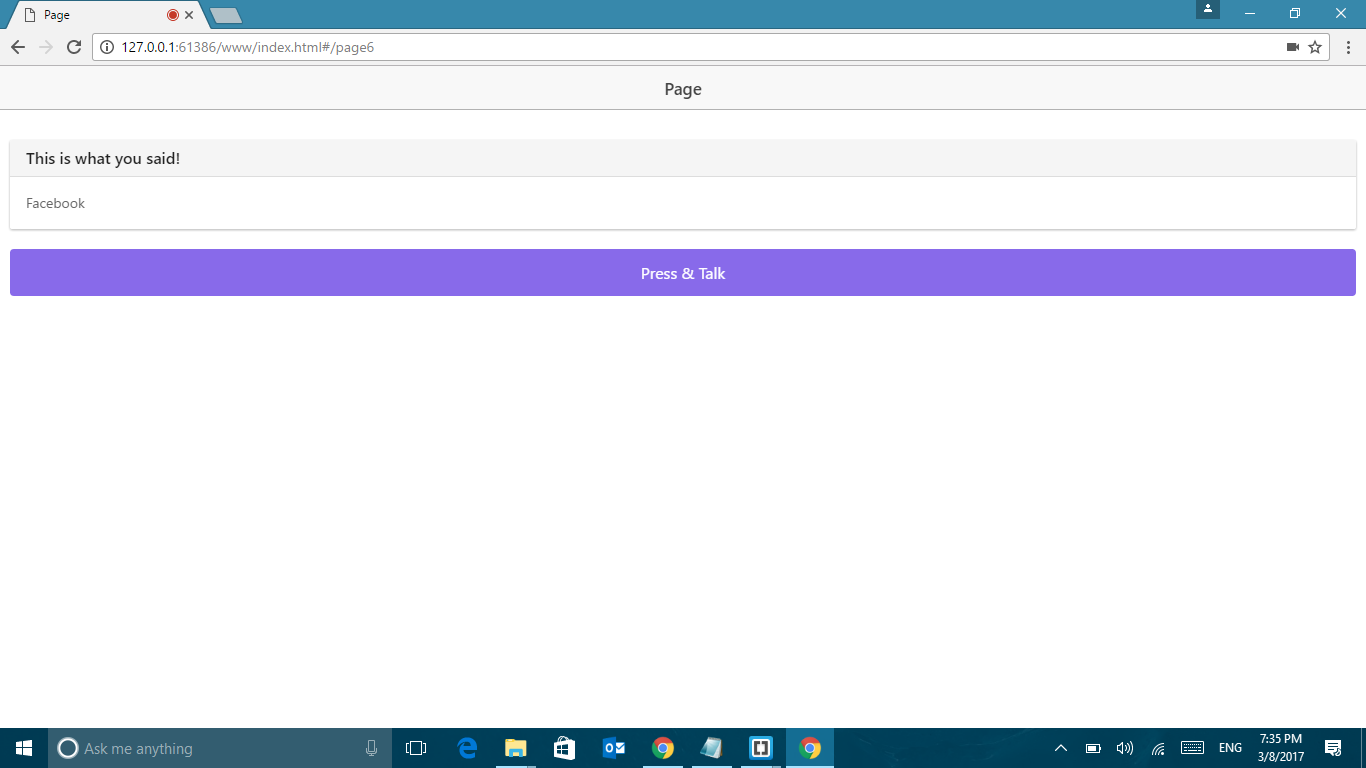 Page
127.0.0.1:61386/www/index.html#/page6
Page
This is what you said!
Facebook
Press & Talk
Ask me anything
ENG
7:35 PM
3/8/2017